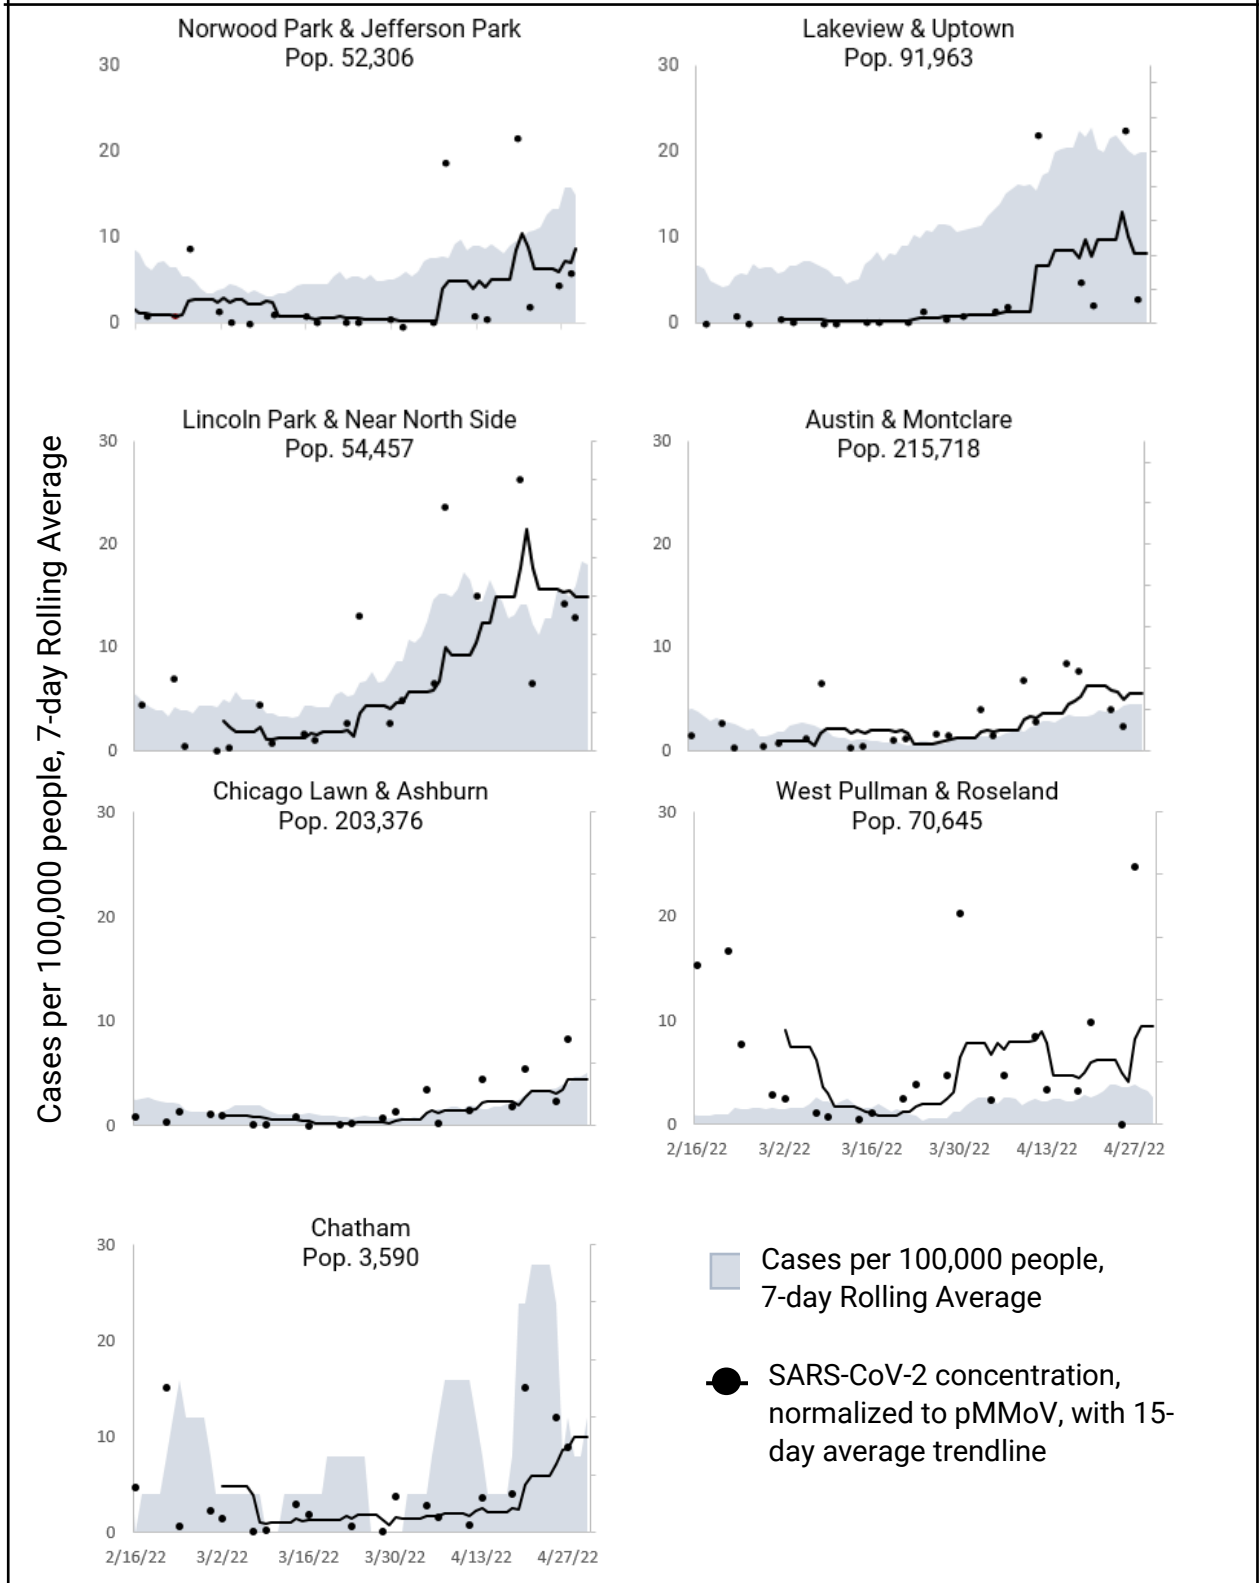 Cases per 100,000 people, 7-day Rolling Average
Norwood Park & Jefferson Park
Pop. 52,306
30
20
10
0
Lakeview & Uptown
Pop. 91,963
30
20
10
0
Lincoln Park & Near North Side
Pop. 54,457
30
20
10
0
Austin & Montclare
Pop. 215,718
30
20
10
0
Chicago Lawn & Ashburn
Pop. 203,376
30
20
10
0
West Pullman & Roseland
Pop. 70,645
30
20
10
0
2/16/22 3/2/22 3/16/22 3/30/22 4/13/22 4/27/22
Chatham
Pop. 3,590
30
20
10
0
2/16/22 3/2/22 3/16/22 3/30/22 4/13/22 4/27/22
Cases per 100,000 people,
7-day Rolling Average
SARS-CoV-2 concentration,
normalized to pMMoV, with 15-
day average trendline